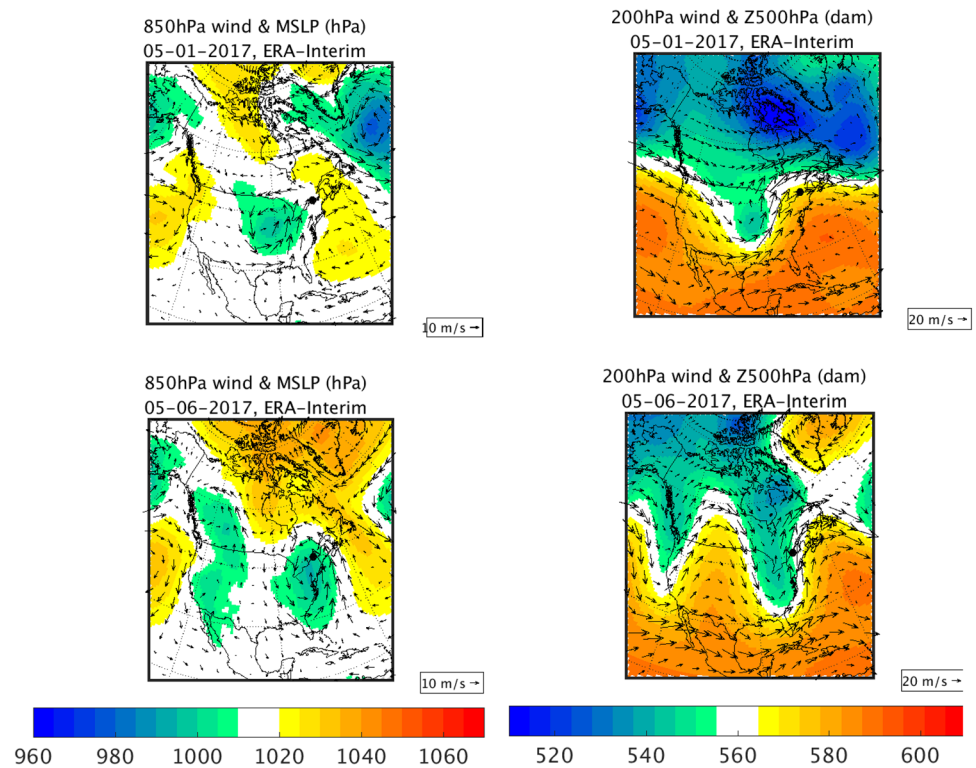 850hPa wind & MSLP (hPa)
05-01-2017, ERA-Interim
10 m/s
200hPa wind & Z500hPa (dam)
05-01-2017, ERA-Interim
20 m/s
850hPa wind & MSLP (hPa)
05-06-2017, ERA-Interim
10 m/s
200hPa wind & Z500hPa (dam)
05-06-2017, ERA-Interim
20 m/s
960 980 1000 1020 1040 1060
520 540 560 580 600